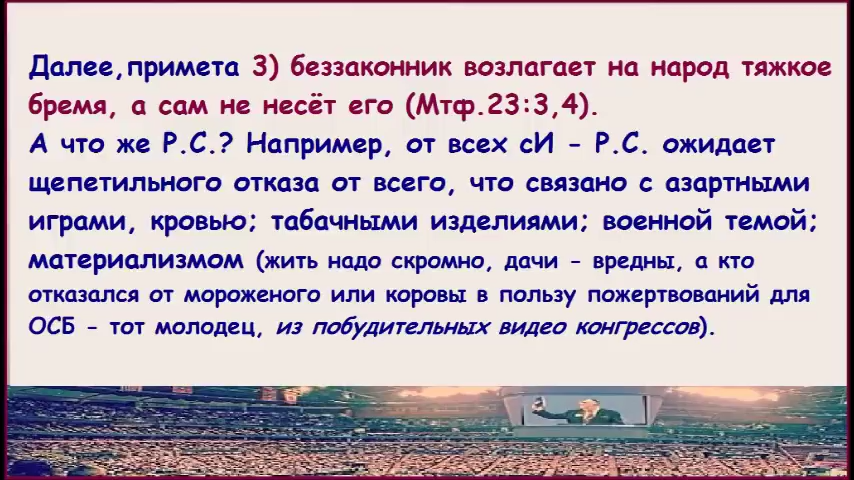 Далее,примета 3) беззаконник возлагает на народ тяжкое
бремя, а сам не несёт его (Мтф.23:3,4).
А что же Р.С.? Например, от всех сИ - Р.С. ожидает
щепетильного отказа от всего, что связано с азартными
играми, кровью; табачными изделиями; военной темой;
материализмом (жить надо скромно, дачи - вредны, а кто
отказался от мороженого или коровы в пользу пожертвований для
ОСБ - тот молодец, из побудительных видео конгрессов).